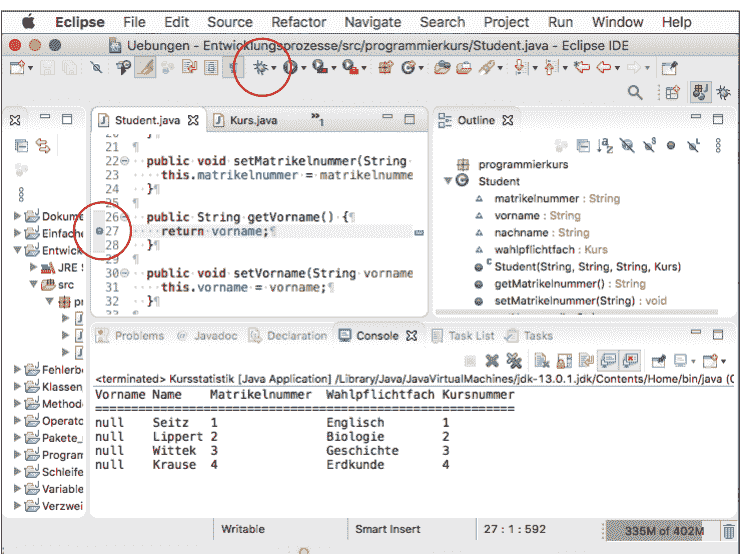 Eclipse File Edit Source Refactor Navigate Search Project Run Window Help
Uebungen - Entwicklungsprozesse/src/programmierkurs/Student.java - Eclipse IDE
Student.java
Kurs.java
»1
20 }
21 ¶
22 public·void·setMatrikelnummer(String·
23 ····this.matrikelnummer·=·matrikelnumme
24 ··}¶
25 ¶
26 public·String·getVorname()·{¶
27 ····return·vorname;¶
28 ··}¶
29 ¶
30 public·void·setVorname(String·vorname
31 ····this.vorname·=·vorname;¶
32 ··}¶
Outline
programmierkurs
Student
matrikelnummer : String
vorname : String
nachname : String
wahlpflichtfach : Kurs
Student(String, String, String, Kurs)
getMatrikelnummer() : String
setMatrikelnummer(String) : void
Dokume
Einfache
Entwick
JRE S
src
pr
Fehlerbe
Klassen,
Method
Operato
Pakete_
Program
Schleife
Variable
Verzwei
Problems @ Javadoc Declaration Console Task List Tasks
<terminated> Kursstatistik [Java Application] /Library/Java/JavaVirtualMachines/jdk-13.0.1.jdk/Contents/Home/bin/java (
Vorname Name Matrikelnummer Wahlpflichtfach Kursnummer
======================================================
null Seitz 1 Englisch 1
null Lippert 2 Biologie 2
null Wittek 3 Geschichte 3
null Krause 4 Erdkunde 4
Writable Smart Insert 27 : 1 : 592 335M of 402M